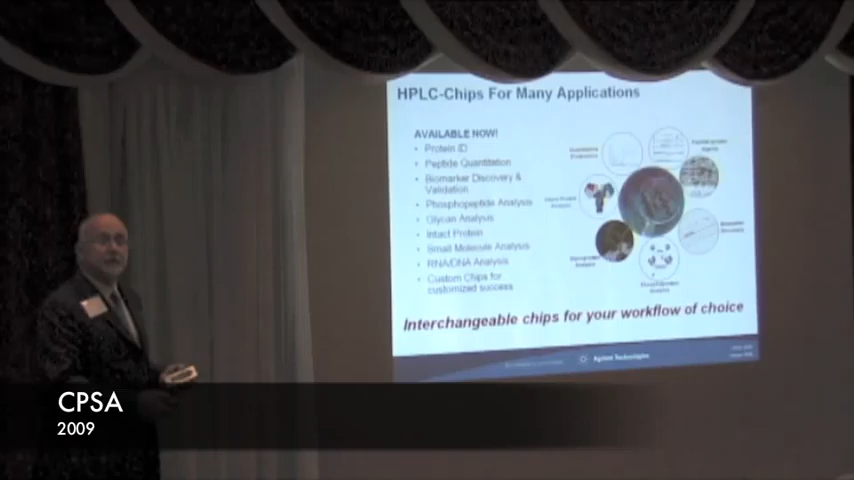 HPLC-Chips For Many Applications
AVAILABLE NOW!
• Protein ID
• Peptide Quantitation
• Biomarker Discovery &
Validation
• Phosphopeptide Analysis
• Glycan Analysis
• Intact Protein
• Small Molecule Analysis
• RNA/DNA Analysis
• Custom Chips for
customized success
Interchangeable chips for your workflow of choice
Agilent Technologies
CPSA
2009